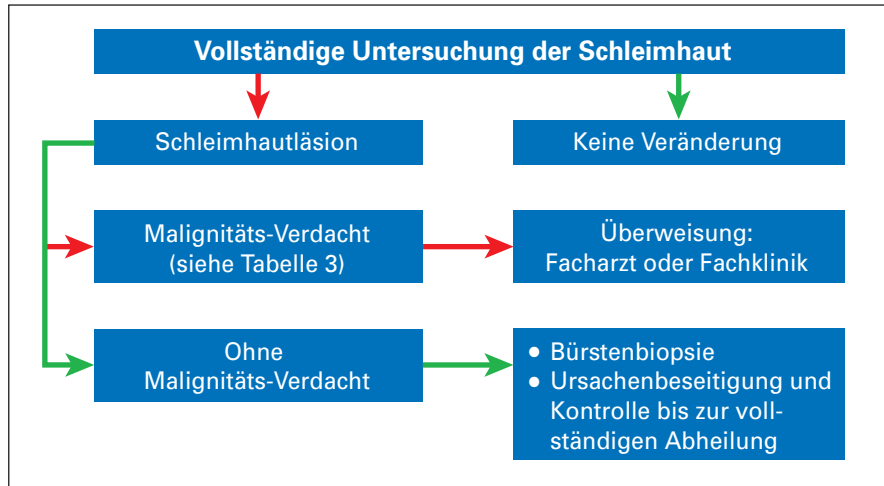 Vollständige Untersuchung der Schleimhaut
Schleimhautläsion
Keine Veränderung
Malignitäts-Verdacht
(siehe Tabelle 3)
Überweisung:
Facharzt oder Fachklinik
Ohne
Malignitäts-Verdacht
● Bürstenbiopsie
● Ursachenbeseitigung und
Kontrolle bis zur voll-
ständigen Abheilung